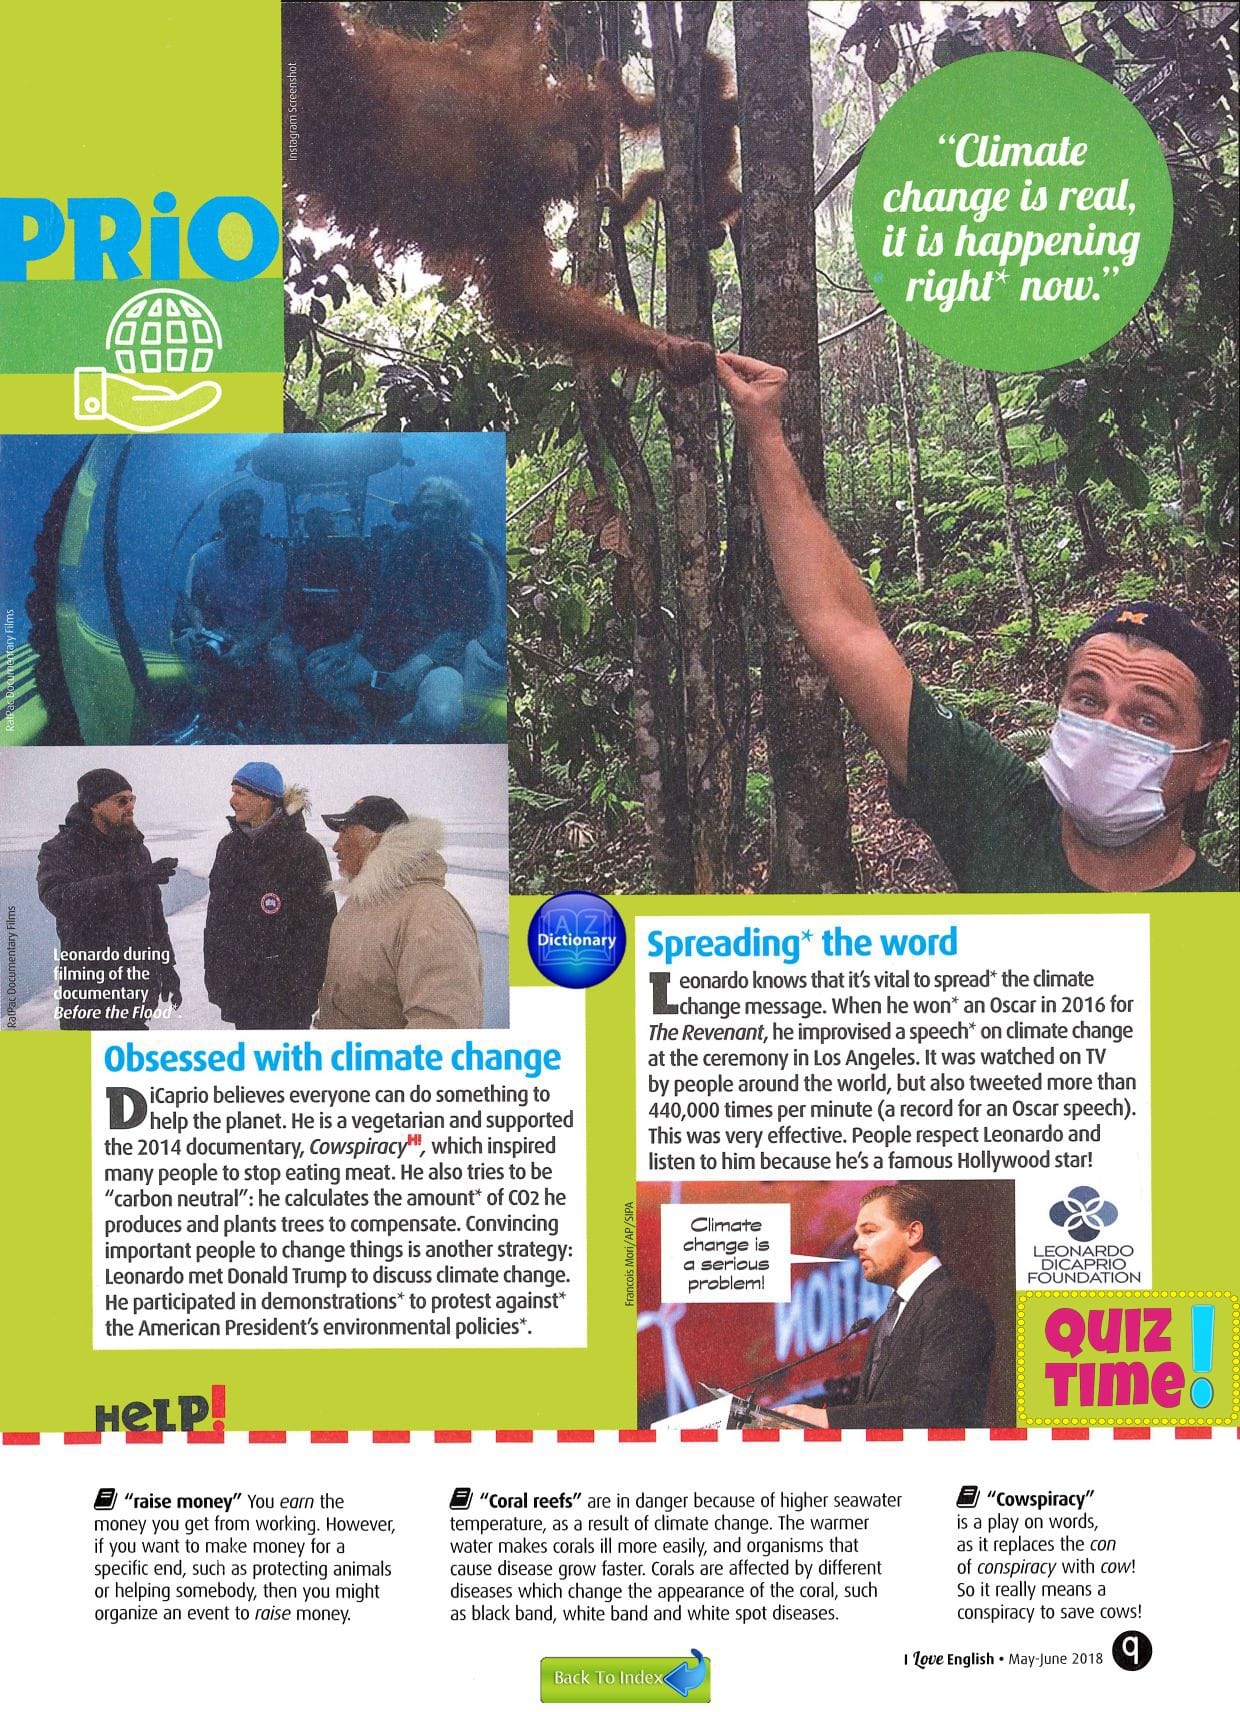 Instagram Screenshot
PRiO
“Climate
change is real,
it is happening
right* now.”
RatPac Documentary Films
RatPac Documentary Films
Leonardo during
filming of the
documentary
Before the Flood*.
Obsessed with climate change
DiCaprio believes everyone can do something to
help the planet. He is a vegetarian and supported
the 2014 documentary, CowspiracyH!, which inspired
many people to stop eating meat. He also tries to be
“carbon neutral”: he calculates the amount* of CO2 he
produces and plants trees to compensate. Convincing
important people to change things is another strategy:
Leonardo met Donald Trump to discuss climate change.
He participated in demonstrations* to protest against*
the American President’s environmental policies*.
A Z
Dictionary
Spreading* the word
Leonardo knows that it’s vital to spread* the climate
change message. When he won* an Oscar in 2016 for
The Revenant, he improvised a speech* on climate change
at the ceremony in Los Angeles. It was watched on TV
by people around the world, but also tweeted more than
440,000 times per minute (a record for an Oscar speech).
This was very effective. People respect Leonardo and
listen to him because he’s a famous Hollywood star!
Francois Mori/AP/SIPA
Climate
change is
a serious
problem!
LEONARDO
DICAPRIO
FOUNDATION
QUIZ
TIME!
HELP!
“raise money” You earn the
money you get from working. However,
if you want to make money for a
specific end, such as protecting animals
or helping somebody, then you might
organize an event to raise money.
“Coral reefs” are in danger because of higher seawater
temperature, as a result of climate change. The warmer
water makes corals ill more easily, and organisms that
cause disease grow faster. Corals are affected by different
diseases which change the appearance of the coral, such
as black band, white band and white spot diseases.
“Cowspiracy”
is a play on words,
as it replaces the con
of conspiracy with cow!
So it really means a
conspiracy to save cows!
Back To Index
I Love English • May-June 2018 9